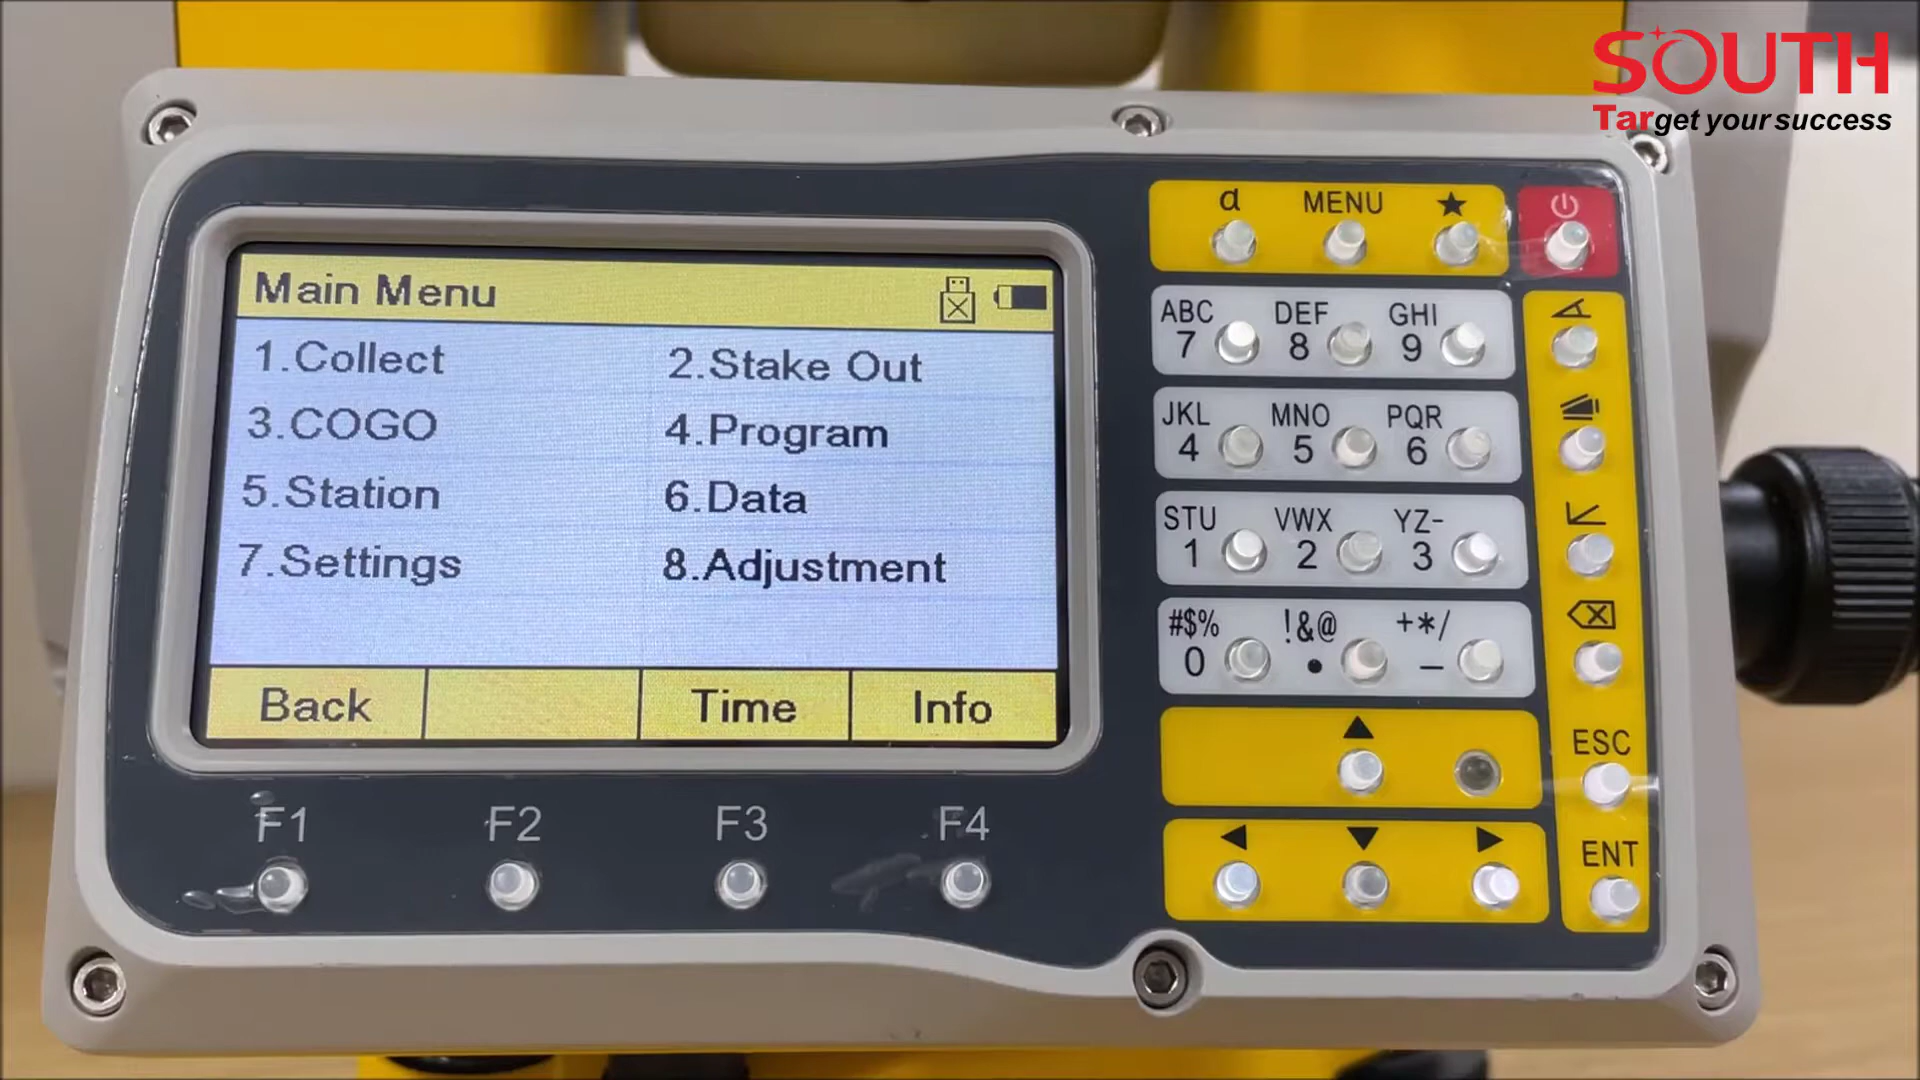 SOUTH
Target your success
Main Menu
1.Collect
2.Stake Out
3.COGO
4.Program
5.Station
6.Data
7.Settings
8.Adjustment
Back
Time
Info
F1
F2
F3
F4
α
MENU
★
ABC
DEF
GHI
7
8
9
JKL
MNO
PQR
4
5
6
STU
VWX
YZ-
1
2
3
#$%
!&@
+*/
0
•
–
ESC
ENT